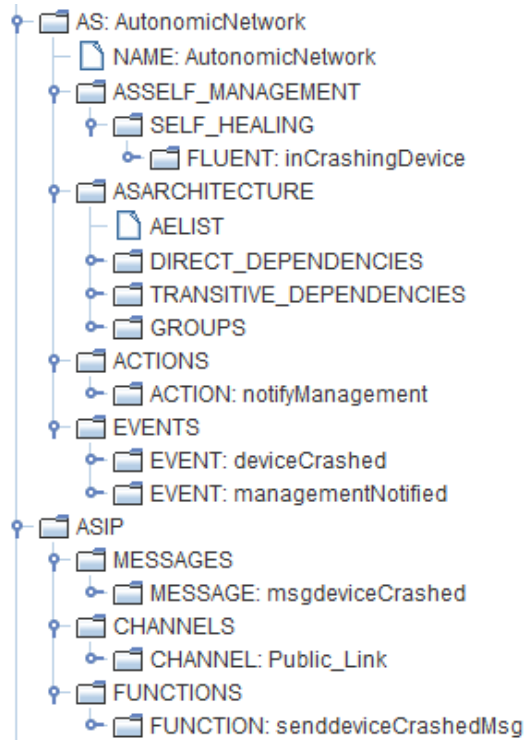 AS: AutonomicNetwork
NAME: AutonomicNetwork
ASSELF_MANAGEMENT
SELF_HEALING
FLUENT: inCrashingDevice
ASARCHITECTURE
AELIST
DIRECT_DEPENDENCIES
TRANSITIVE_DEPENDENCIES
GROUPS
ACTIONS
ACTION: notifyManagement
EVENTS
EVENT: deviceCrashed
EVENT: managementNotified
ASIP
MESSAGES
MESSAGE: msgdeviceCrashed
CHANNELS
CHANNEL: Public_Link
FUNCTIONS
FUNCTION: senddeviceCrashedMsg